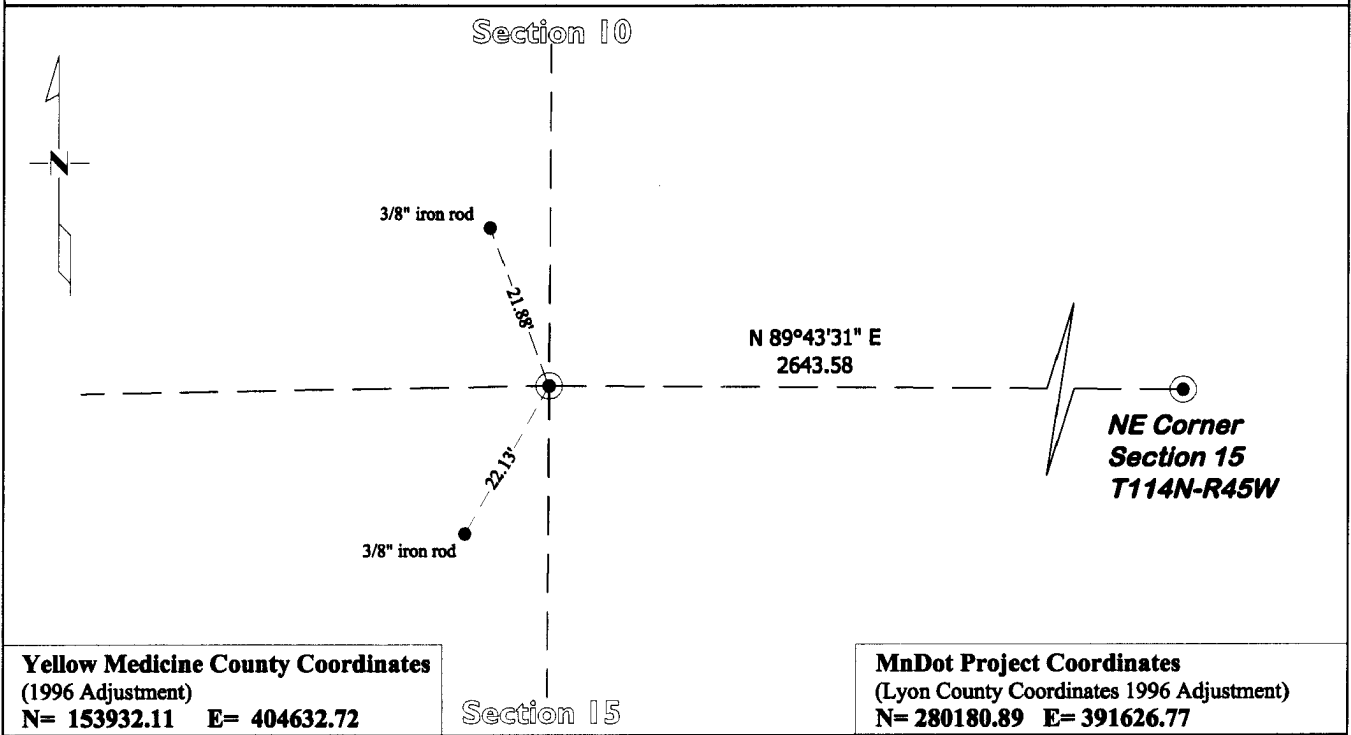 Section 10
N
3/8" iron rod
21.88'
N 89°43'31" E
2643.58
NE Corner
Section 15
T114N-R45W
22.13'
3/8" iron rod
Yellow Medicine County Coordinates
(1996 Adjustment)
N= 153932.11 E= 404632.72
Section 15
MnDot Project Coordinates
(Lyon County Coordinates 1996 Adjustment)
N= 280180.89 E= 391626.77